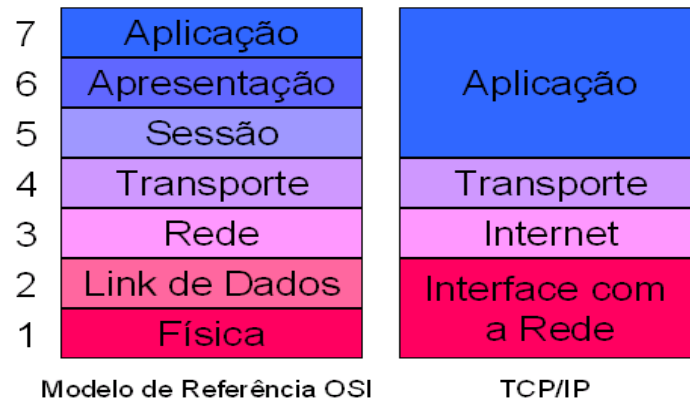 7 Aplicação
6 Apresentação Aplicação
5 Sessão
4 Transporte Transporte
3 Rede Internet
2 Link de Dados Interface com
1 Física a Rede
Modelo de Referência OSI TCP/IP